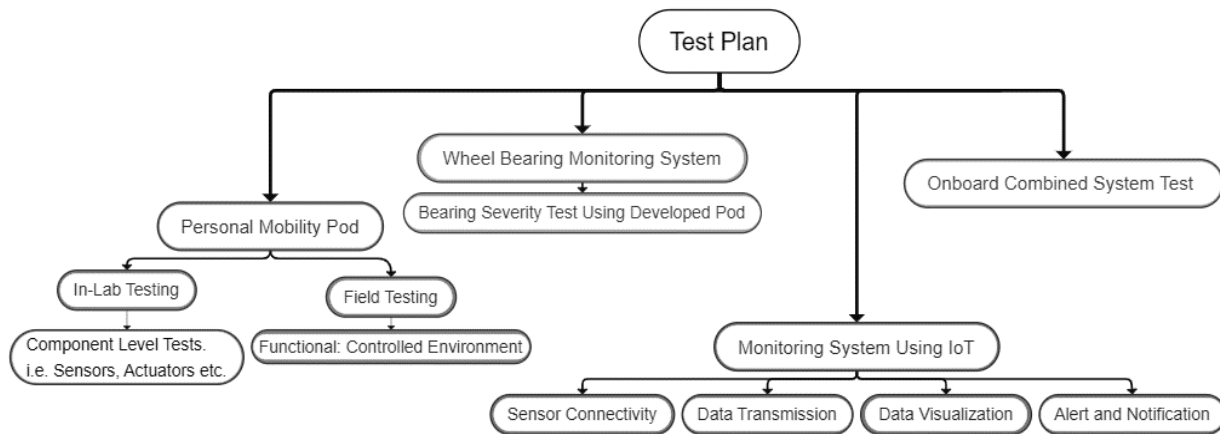 Test Plan
Wheel Bearing Monitoring System
Onboard Combined System Test
Bearing Severity Test Using Developed Pod
Personal Mobility Pod
In-Lab Testing
Field Testing
Component Level Tests.
i.e. Sensors, Actuators etc.
Functional: Controlled Environment
Monitoring System Using IoT
Sensor Connectivity
Data Transmission
Data Visualization
Alert and Notification